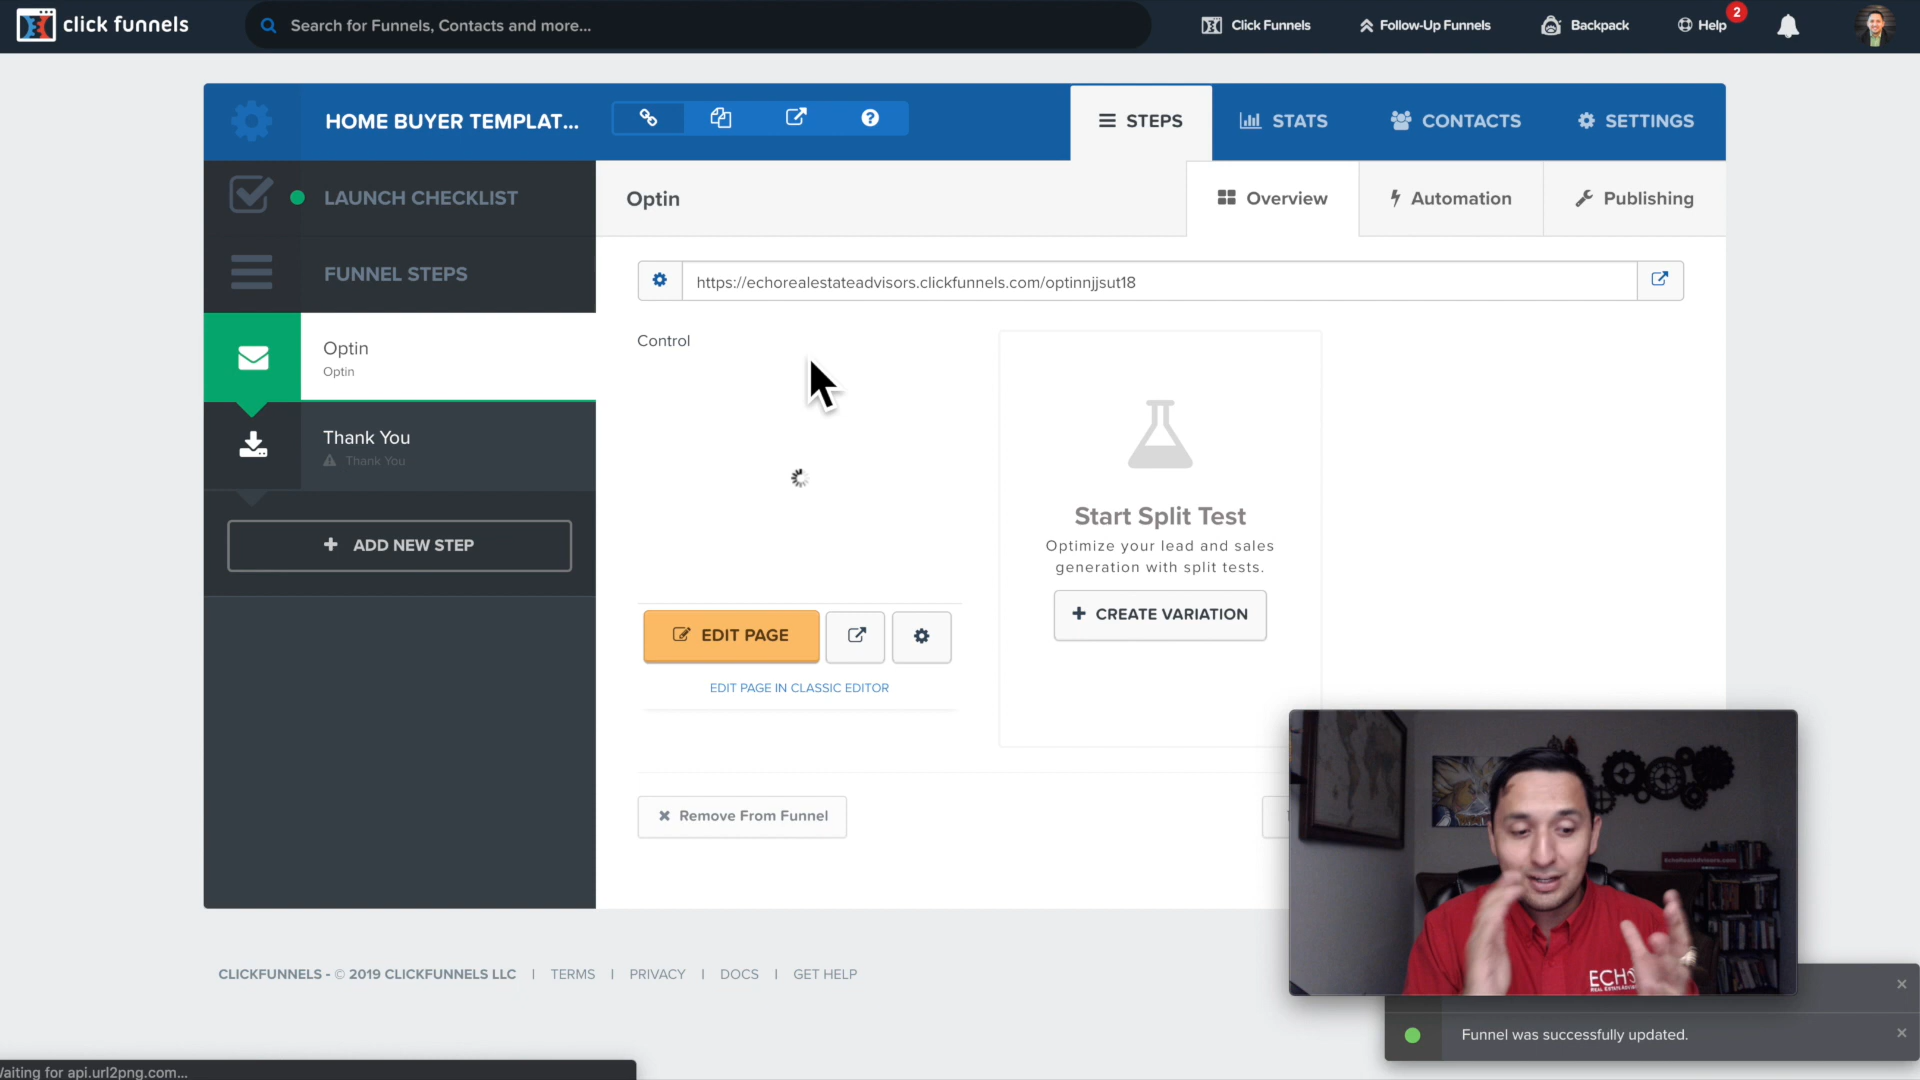 click funnels
Search for Funnels, Contacts and more...
Click Funnels
Follow-Up Funnels
Backpack
Help
2
HOME BUYER TEMPLAT...
STEPS
STATS
CONTACTS
SETTINGS
LAUNCH CHECKLIST
Optin
Overview
Automation
Publishing
FUNNEL STEPS
https://echorealestateadvisors.clickfunnels.com/optinnjjsut18
Optin
Optin
Control
Thank You
Thank You
ADD NEW STEP
Start Split Test
Optimize your lead and sales
generation with split tests.
CREATE VARIATION
EDIT PAGE
EDIT PAGE IN CLASSIC EDITOR
Remove From Funnel
CLICKFUNNELS - © 2019 CLICKFUNNELS LLC | TERMS | PRIVACY | DOCS | GET HELP
ECHO
REAL ESTATE
Funnel was successfully updated.
Waiting for api.url2png.com...